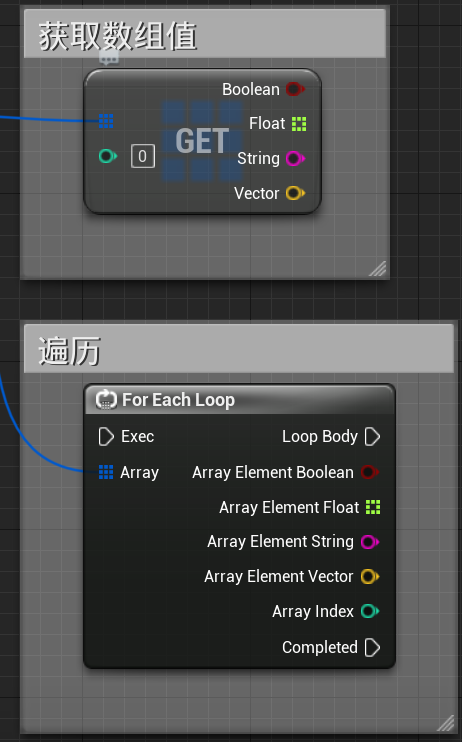 获取数组值
Boolean
Float
0
GET
String
Vector
遍历
For Each Loop
Exec
Loop Body
Array
Array Element Boolean
Array Element Float
Array Element String
Array Element Vector
Array Index
Completed